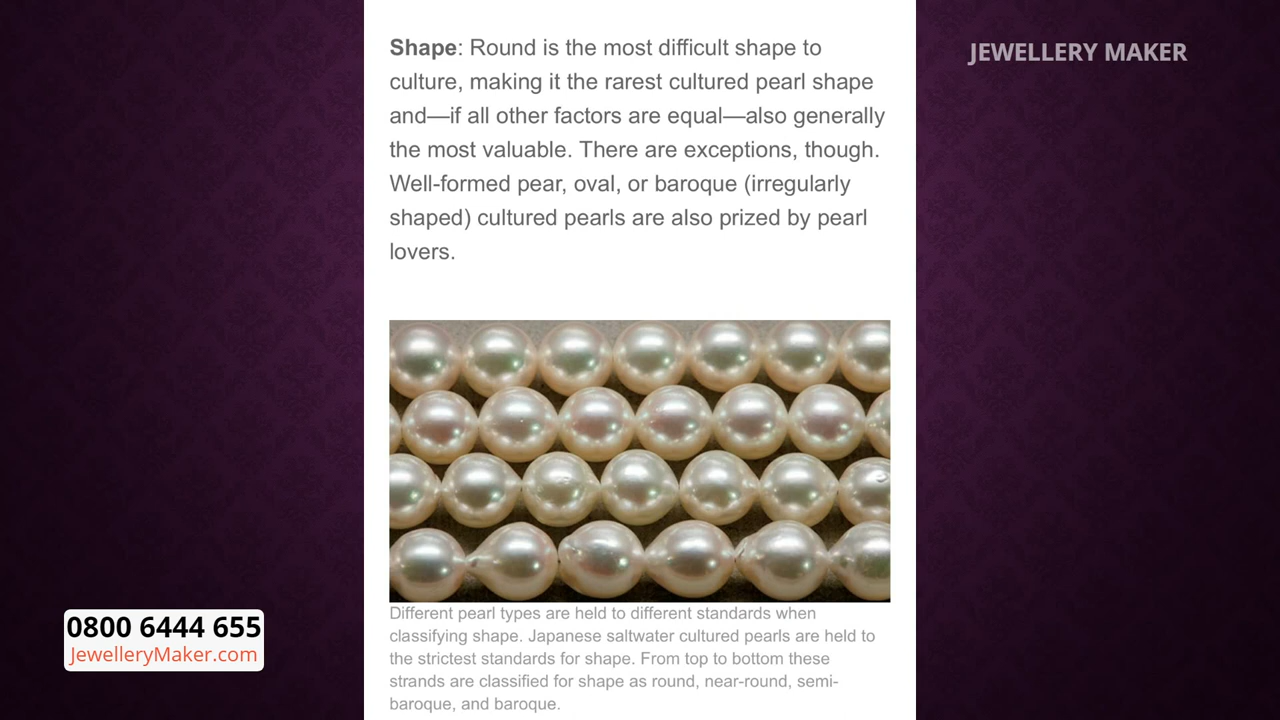 Shape: Round is the most difficult shape to
culture, making it the rarest cultured pearl shape
and—if all other factors are equal—also generally
the most valuable. There are exceptions, though.
Well-formed pear, oval, or baroque (irregularly
shaped) cultured pearls are also prized by pearl
lovers.
Different pearl types are held to different standards when
classifying shape. Japanese saltwater cultured pearls are held to
the strictest standards for shape. From top to bottom these
strands are classified for shape as round, near-round, semi-
baroque, and baroque.
JEWELLERY MAKER
0800 6444 655
JewelleryMaker.com